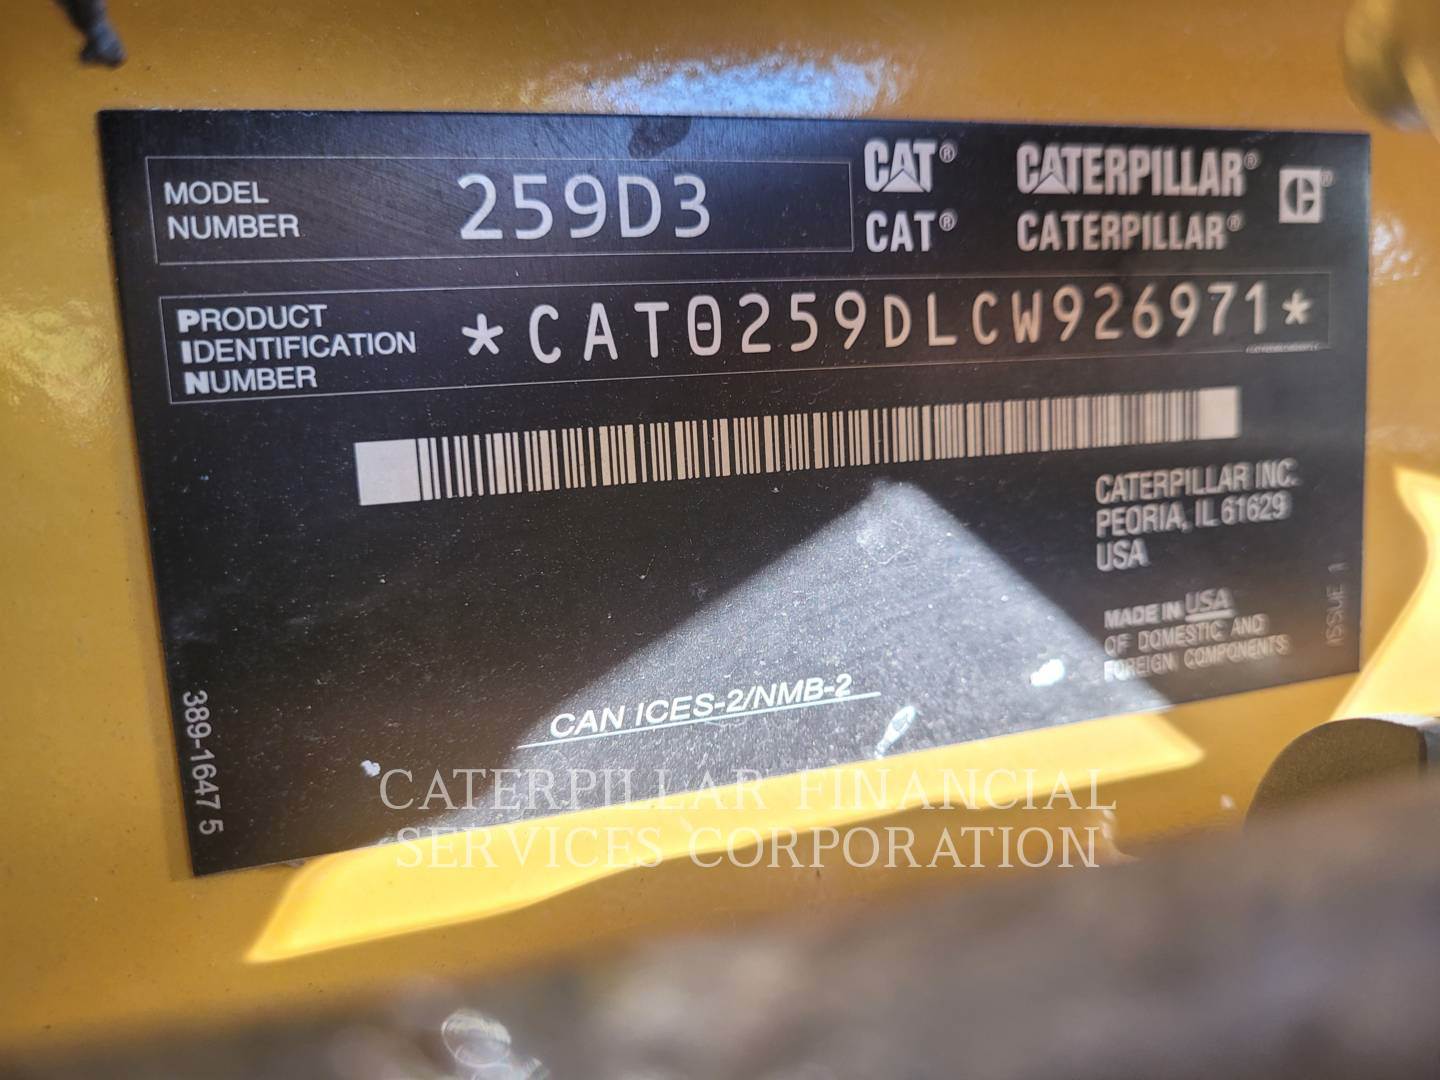 MODEL
NUMBER
259D3
CAT® CATERPILLAR®
CAT® CATERPILLAR®
PRODUCT
IDENTIFICATION
NUMBER
*CAT0259DLCW926971*
CATERPILLAR INC.
PEORIA, IL 61629
USA
MADE IN USA
OF DOMESTIC AND
FOREIGN COMPONENTS
ISSUE 1
CAN ICES-2/NMB-2
389-1647 5
CATERPILLAR FINANCIAL
SERVICES CORPORATION